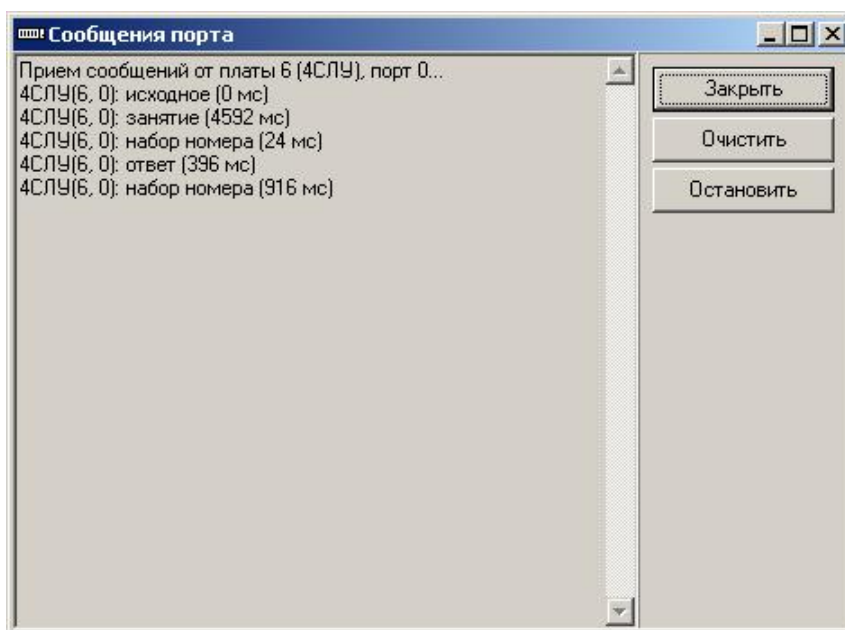 Сообщения порта
Прием сообщений от платы 6 (4СЛУ), порт 0...
4СЛУ(6, 0): исходное (0 мс)
4СЛУ(6, 0): занятие (4592 мс)
4СЛУ(6, 0): набор номера (24 мс)
4СЛУ(6, 0): ответ (396 мс)
4СЛУ(6, 0): набор номера (916 мс)
Закрыть
Очистить
Остановить